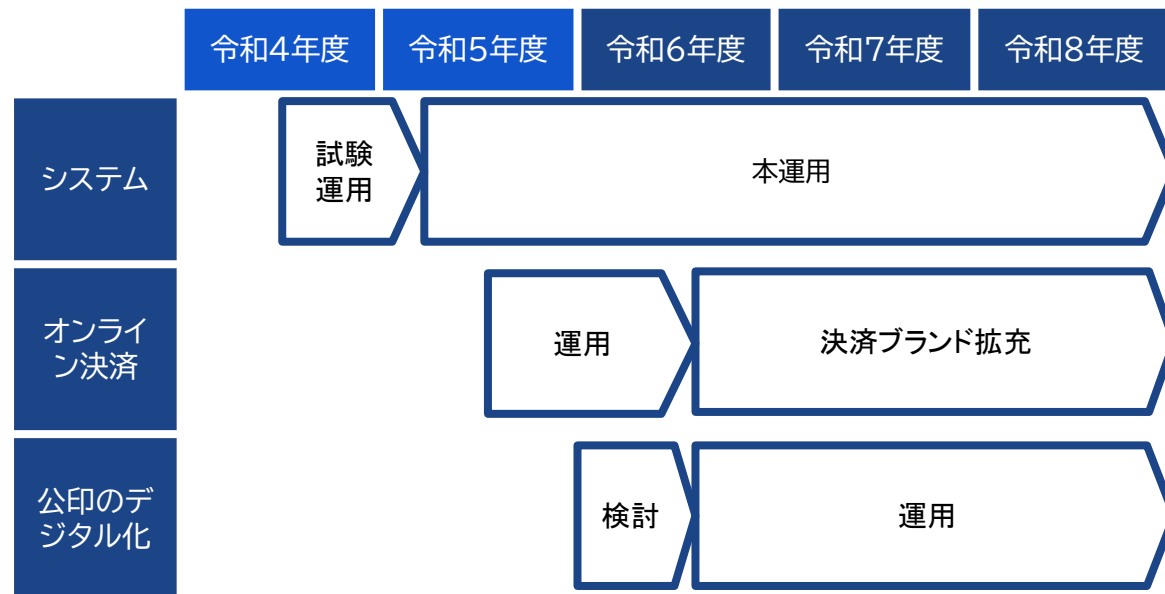 令和4年度 令和5年度 令和6年度 令和7年度 令和8年度
システム
試験
運用
本運用
オンライ
ン決済
運用
決済ブランド拡充
公印のデ
ジタル化
検討
運用